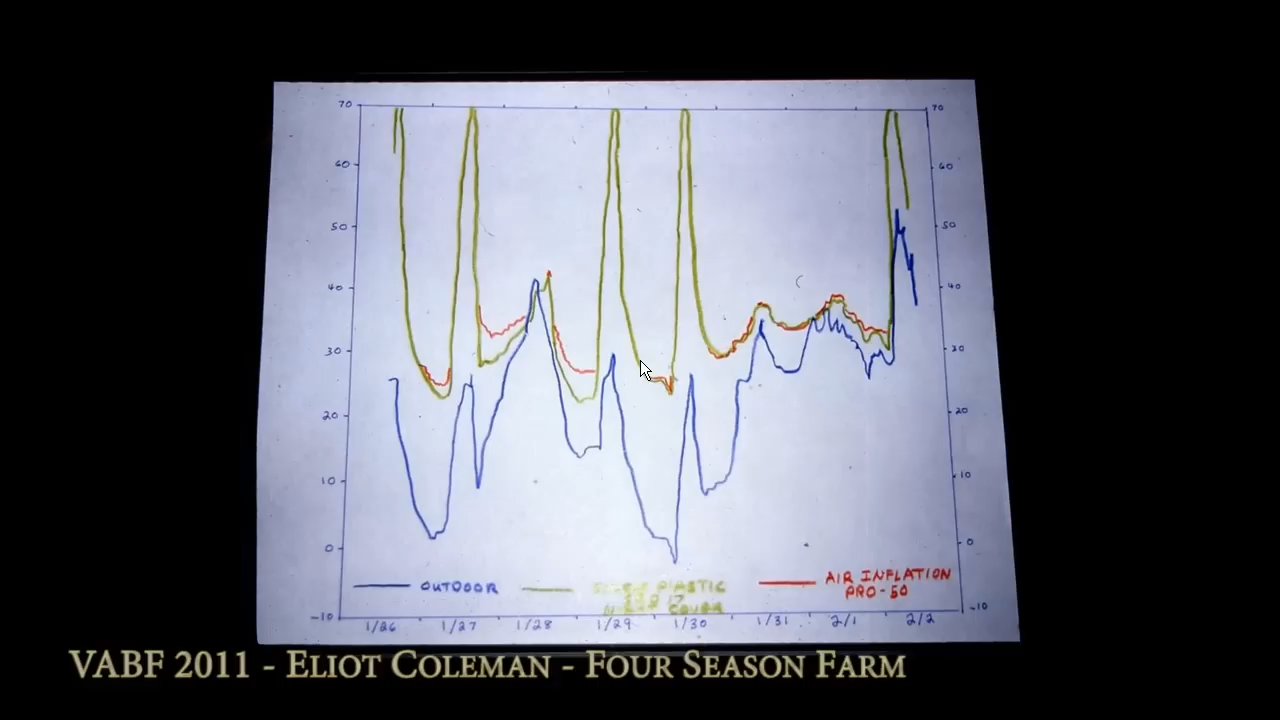 70 70
60 60
50 50
40 40
30 30
20 20
10 10
0 0
-10 -10
OUTDOOR
PLASTIC
COVER
AIR INFLATION
PRO-50
1/26 1/27 1/28 1/29 1/30 1/31 2/1 2/2
VABF 2011 - ELIOT COLEMAN - FOUR SEASON FARM